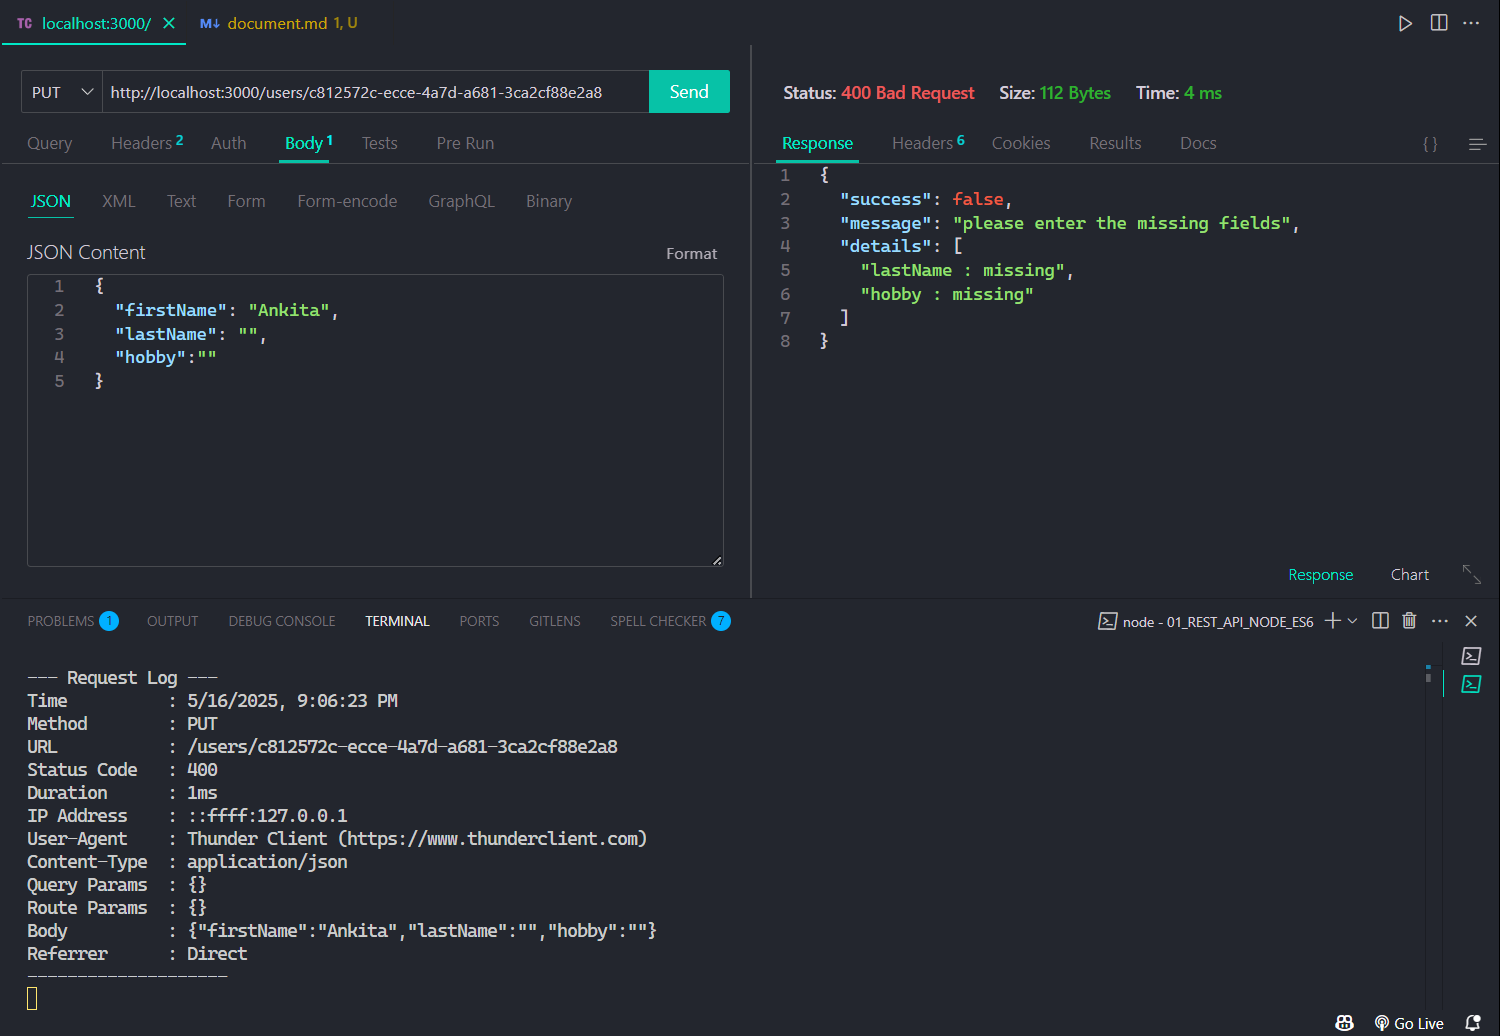 TC localhost:3000/ M↓ document.md 1, U
PUT http://localhost:3000/users/c812572c-ecce-4a7d-a681-3ca2cf88e2a8 Send
Query Headers 2 Auth Body 1 Tests Pre Run
JSON XML Text Form Form-encode GraphQL Binary
JSON Content Format
1 {
2 "firstName": "Ankita",
3 "lastName": "",
4 "hobby":""
5 }
Status: 400 Bad Request Size: 112 Bytes Time: 4 ms
Response Headers 6 Cookies Results Docs { }
1 {
2 "success": false,
3 "message": "please enter the missing fields",
4 "details": [
5 "lastName : missing",
6 "hobby : missing"
7 ]
8 }
Response Chart
PROBLEMS 1 OUTPUT DEBUG CONSOLE TERMINAL PORTS GITLENS SPELL CHECKER 7 node - 01_REST_API_NODE_ES6
--- Request Log ---
Time : 5/16/2025, 9:06:23 PM
Method : PUT
URL : /users/c812572c-ecce-4a7d-a681-3ca2cf88e2a8
Status Code : 400
Duration : 1ms
IP Address : ::ffff:127.0.0.1
User-Agent : Thunder Client (https://www.thunderclient.com)
Content-Type : application/json
Query Params : {}
Route Params : {}
Body : {"firstName":"Ankita","lastName":"","hobby":""}
Referrer : Direct
--------------------
Go Live